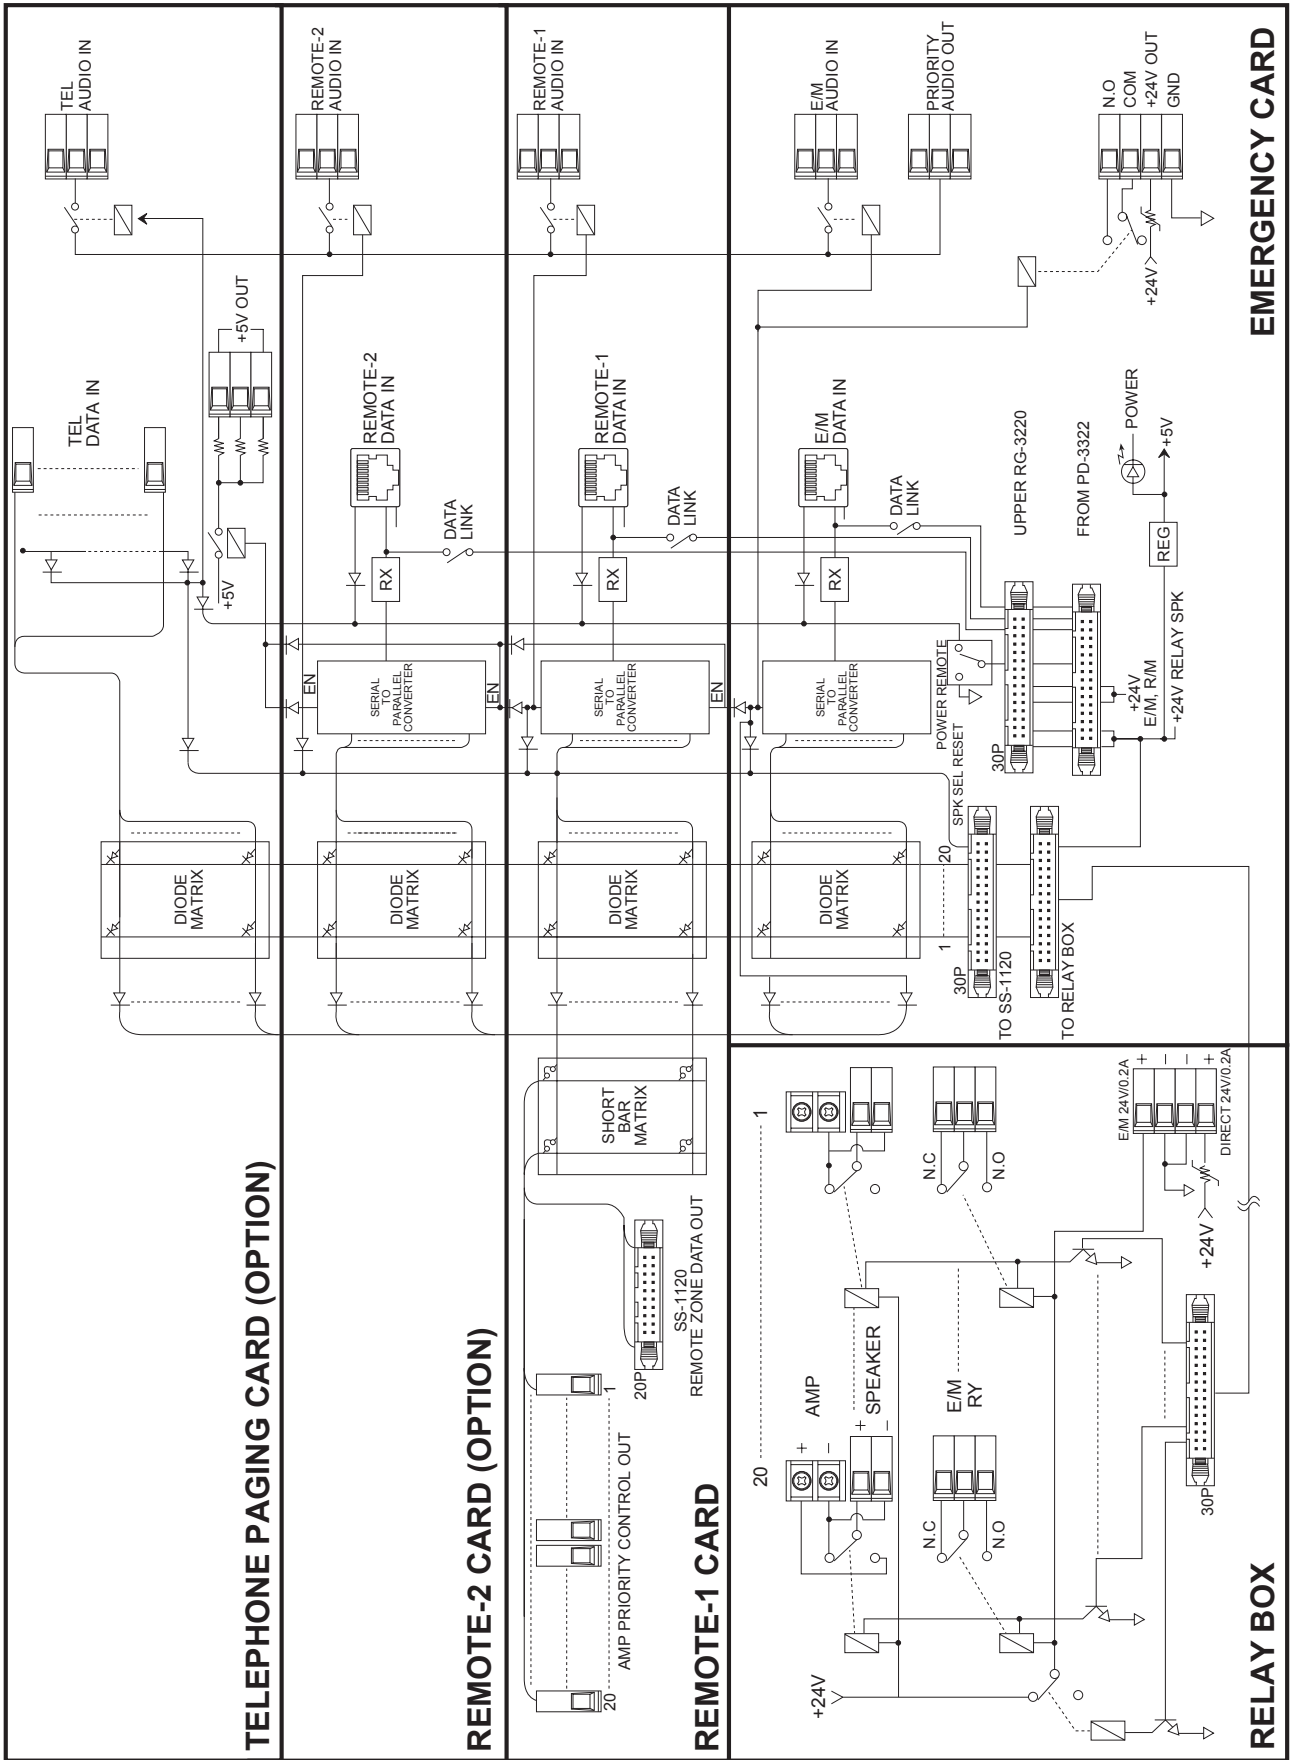 TELEPHONE PAGING CARD (OPTION)
DIODE
MATRIX
TEL
DATA IN
+5V
+5V OUT
TEL
AUDIO IN
REMOTE-2 CARD (OPTION)
DIODE
MATRIX
SERIAL
TO
PARALLEL
CONVERTER
EN
RX
DATA
LINK
REMOTE-2
DATA IN
REMOTE-2
AUDIO IN
REMOTE-1 CARD
20
1
AMP PRIORITY CONTROL OUT
20P
SS-1120
REMOTE ZONE DATA OUT
SHORT
BAR
MATRIX
DIODE
MATRIX
SERIAL
TO
PARALLEL
CONVERTER
EN
RX
DATA
LINK
REMOTE-1
DATA IN
REMOTE-1
AUDIO IN
EMERGENCY CARD
DIODE
MATRIX
SERIAL
TO
PARALLEL
CONVERTER
EN
RX
DATA
LINK
E/M
DATA IN
E/M
AUDIO IN
PRIORITY
AUDIO OUT
N.O
COM
+24V OUT
GND
+24V
1
20
SPK SEL RESET
POWER REMOTE
30P
TO SS-1120
TO RELAY BOX
30P
UPPER RG-3220
FROM PD-3322
+24V
E/M, R/M
+24V RELAY SPK
REG
POWER
+5V
RELAY BOX
+24V
20
1
AMP
+
−
SPEAKER
+
−
N.C
N.O
E/M
RY
N.C
N.O
30P
+24V
E/M 24V/0.2A
+
−
−
+
DIRECT 24V/0.2A